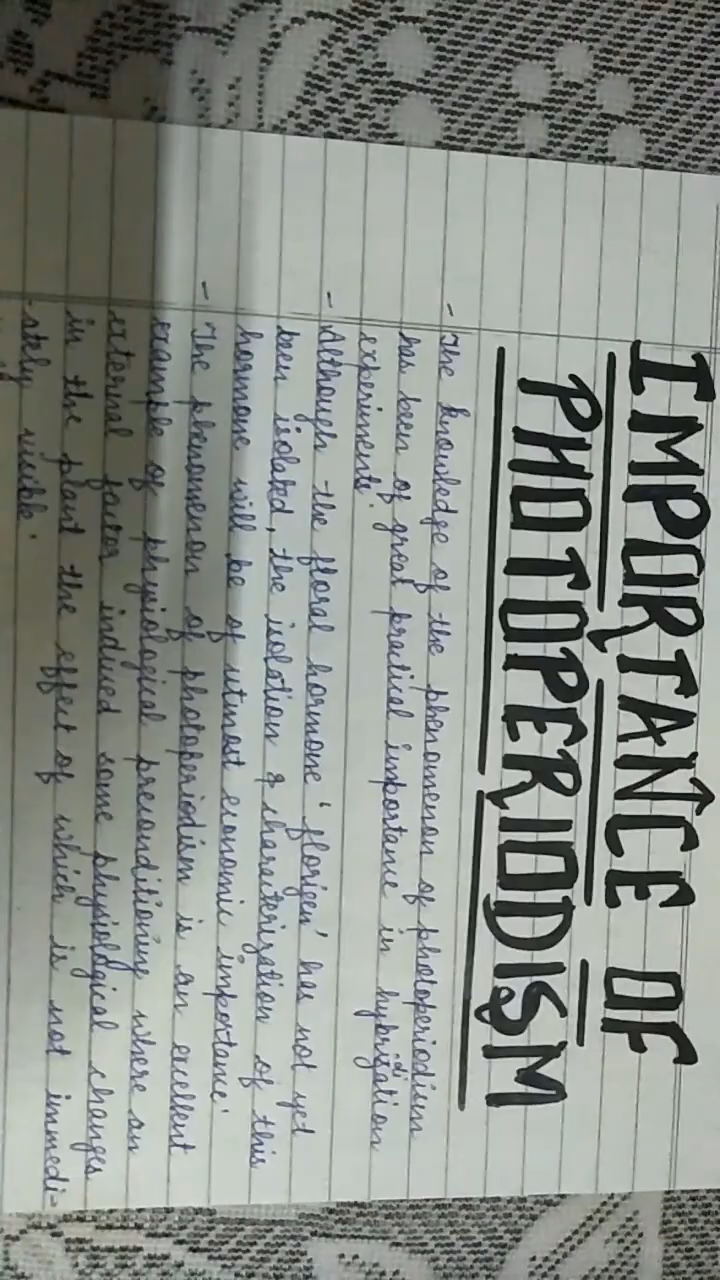 IMPORTANCE OF
PHOTOPERIODISM
- The knowledge of the phenomenon of photoperiodium
has been of great practical importance in hybridization
experiments.
- Although the floral hormone 'florigen' has not yet
been isolated, the isolation & characterization of this
hormone will be of utmost economic importance.
- The phenomenon of photoperiodism is an excellent
example of physiological preconditioning where an
external factor induced some physiological changes
in the plant the effect of which is not immedi-
-ately visible.